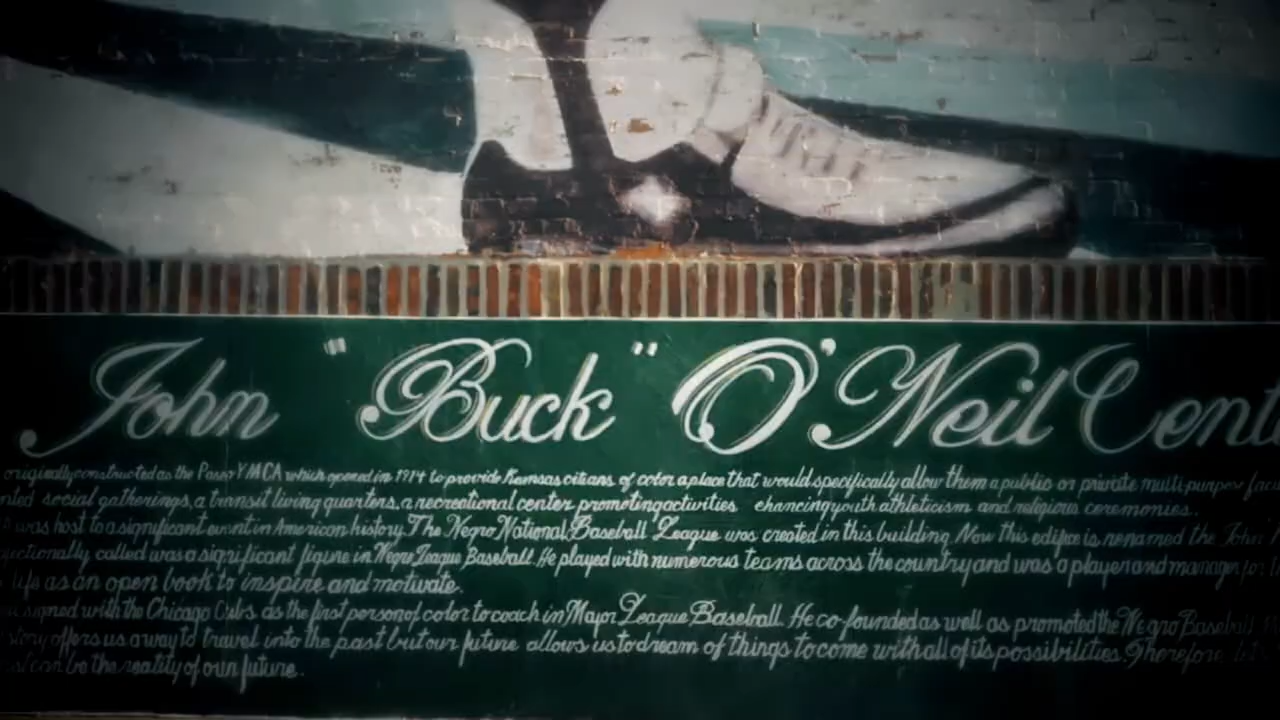 John "Buck" O'Neil Cent
originally constructed as the Paseo Y.M.C.A which opened in 1914 to provide Kansas citians of color a place that would specifically allow them a public or private multi purpose
social gatherings, a transit living quarters, a recreational center promoting activities enchancing youth athleticism and religious ceremonies.
was host to a significant event in American history. The Negro National Baseball League was created in this building. Now this edifice is renamed the John
called was a significant figure in Negro League Baseball. He played with numerous teams across the country and was a player and manager for
life as an open book to inspire and motivate.
signed with the Chicago Cubs, as the first person of color to coach in Major League Baseball. He co-founded as well as promoted the Negro Baseball
story offers us a way to travel into the past but our future allows us to dream of things to come with all of its possibilities. Therefore let
can be the reality of our future.